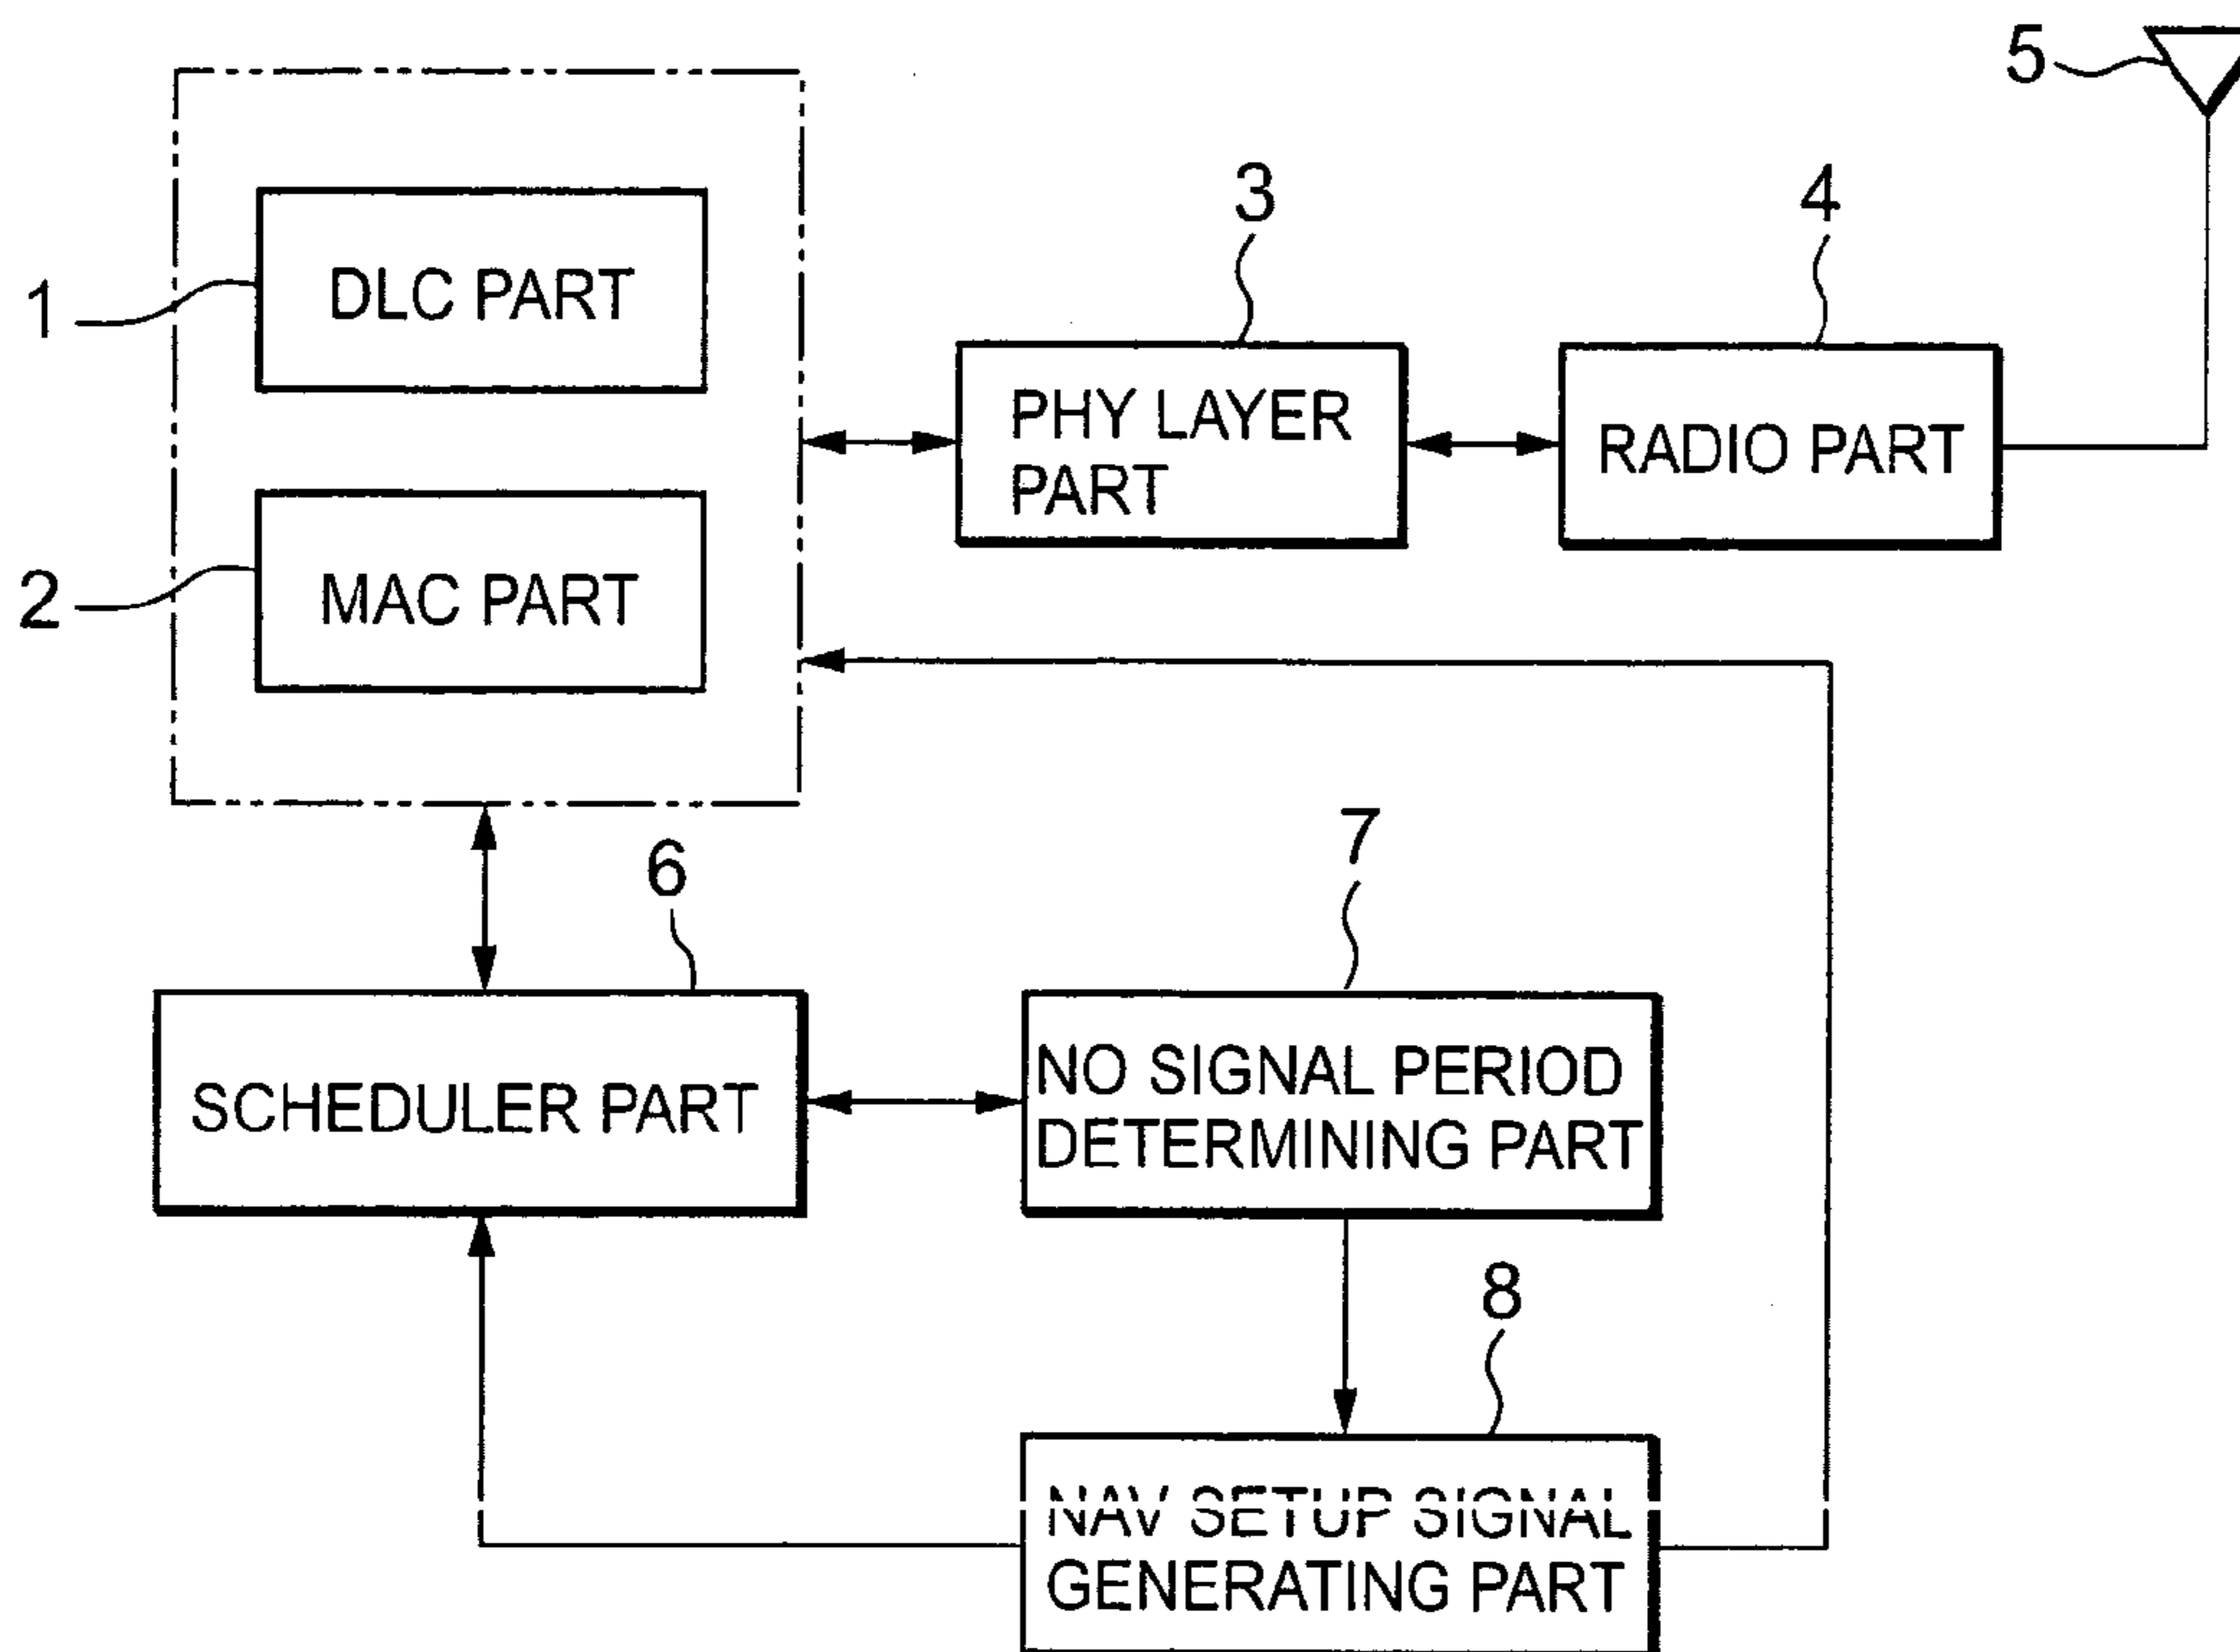 5
3
4
1
DLC PART
PHY LAYER
PART
RADIO PART
2
MAC PART
6
7
SCHEDULER PART
NO SIGNAL PERIOD
DETERMINING PART
8
NAV SETUP SIGNAL
GENERATING PART